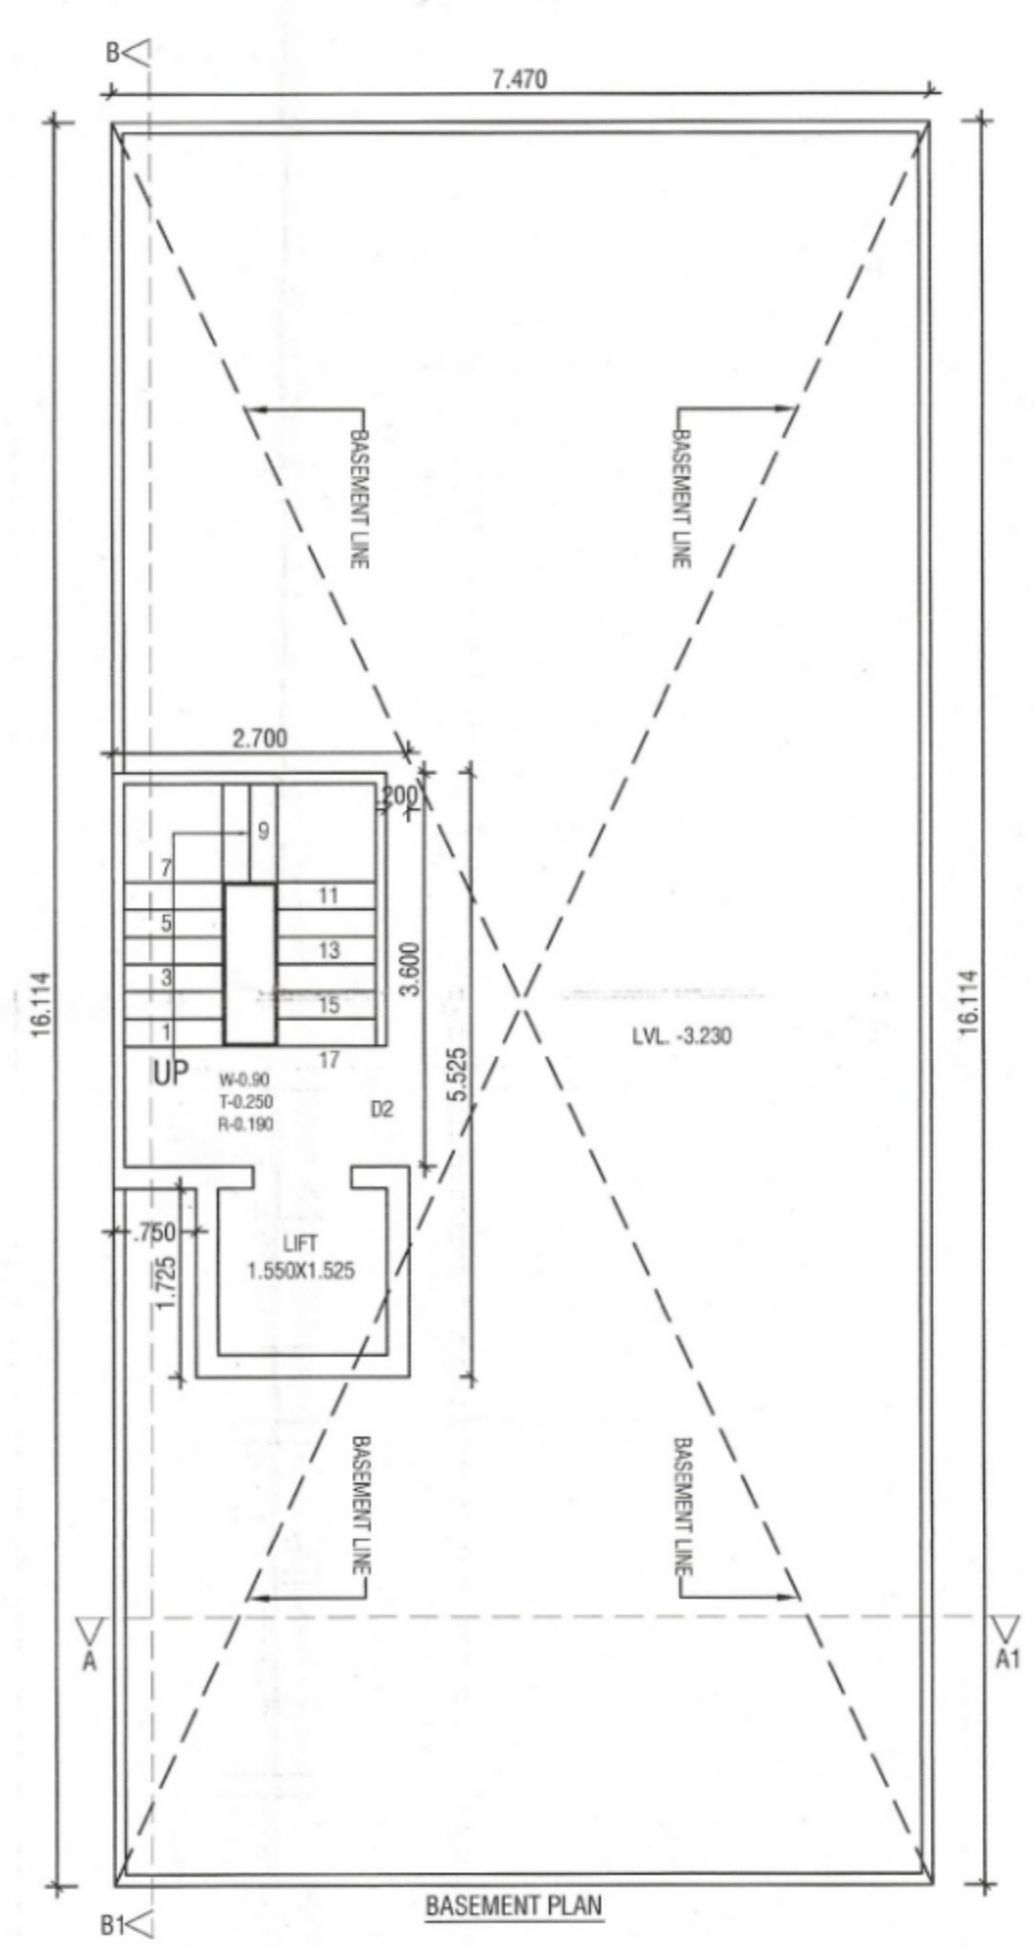 B
7.470
BASEMENT LINE
BASEMENT LINE
2.700
.200
9
7
11
5
13
3.600
3
15
16.114
16.114
LVL. -3.230
1
17
UP
W-0.90
T-0.250
R-0.190
D2
5.525
.750
LIFT
1.550X1.525
1.725
BASEMENT LINE
BASEMENT LINE
A
A1
B1
BASEMENT PLAN